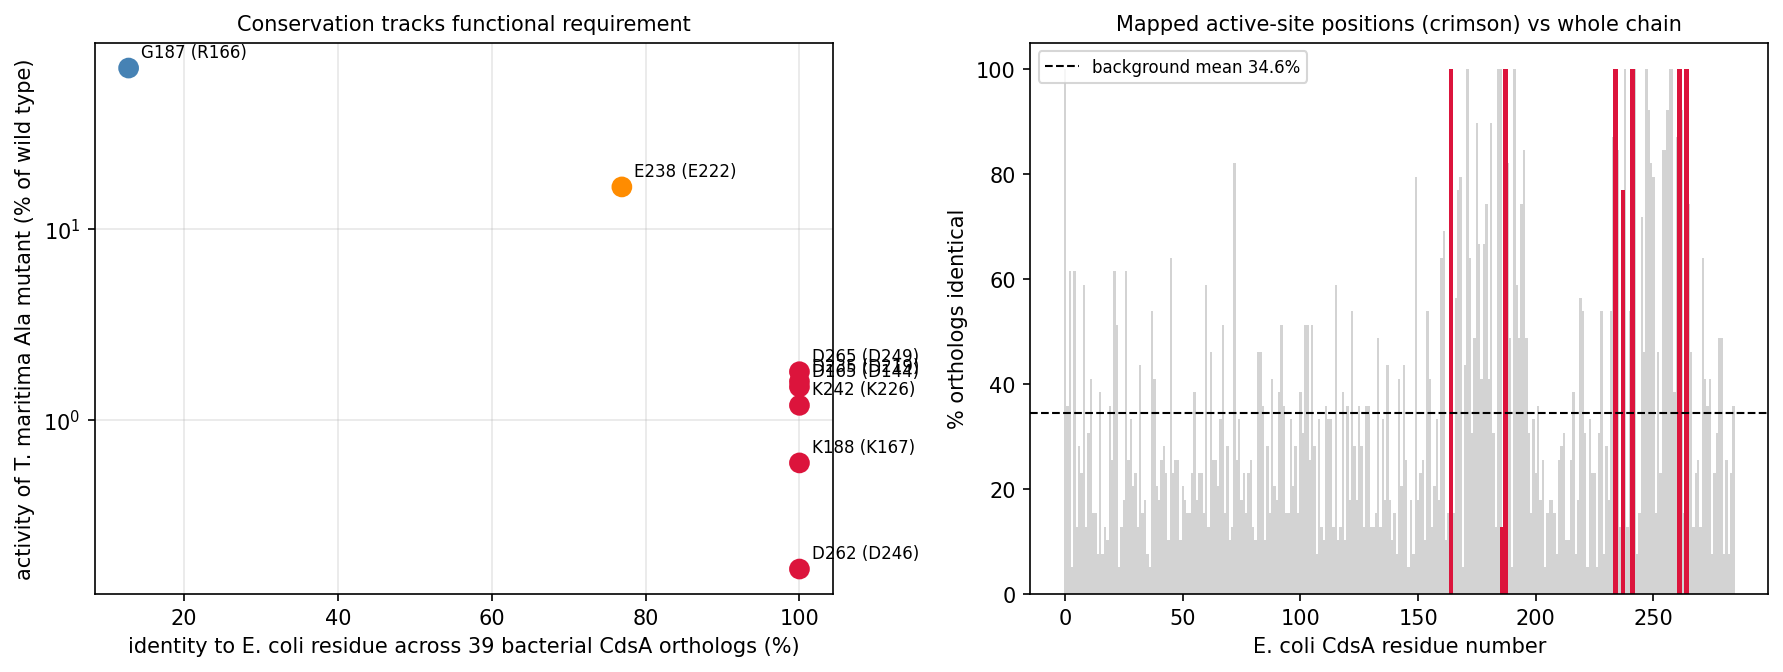 Conservation tracks functional requirement
activity of T. maritima Ala mutant (% of wild type)
10¹
10⁰
G187 (R166)
E238 (E222)
D265 (D249)
D165 (D144)
K242 (K226)
K188 (K167)
D262 (D246)
20 40 60 80 100
identity to E. coli residue across 39 bacterial CdsA orthologs (%)
Mapped active-site positions (crimson) vs whole chain
background mean 34.6%
% orthologs identical
100
80
60
40
20
0
0 50 100 150 200 250
E. coli CdsA residue number